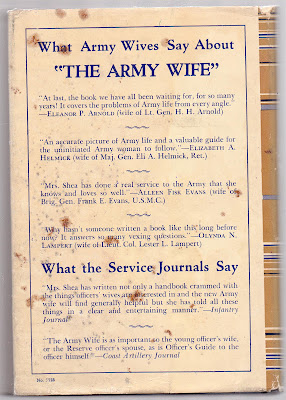 What Army Wives Say About
"THE ARMY WIFE"
"At last, the book we have all been waiting for, for so many
years! It covers the problems of Army life from every angle."
—ELEANOR P. ARNOLD (wife of Lt. Gen. H. H. Arnold)
"An accurate picture of Army life and a valuable guide for
the uninitiated Army woman to follow."—ELIZABETH A.
HELMICK (wife of Maj. Gen. Eli A. Helmick, Ret.)
"Mrs. Shea has done a real service to the Army that she
knows and loves so well."—ALLEEN FISK EVANS (wife of
Brig. Gen. Frank E. Evans, U.S.M.C.)
"Why hasn't someone written a book like this long before
now? It answers so many vexing questions."—OLYNDA N.
LAMPERT (wife of Lieut. Col. Lester L. Lampert)
What the Service Journals Say
"Mrs. Shea has written not only a handbook crammed
with the things officers' wives are interested in and the new Army
wife will find generally helpful but she has told all these
things in a clear and entertaining manner."—Infantry
Journal
"The Army Wife is as important to the young officer's wife,
or the Reserve officer's spouse, as is Officer's Guide to the
officer himself."—Coast Artillery Journal